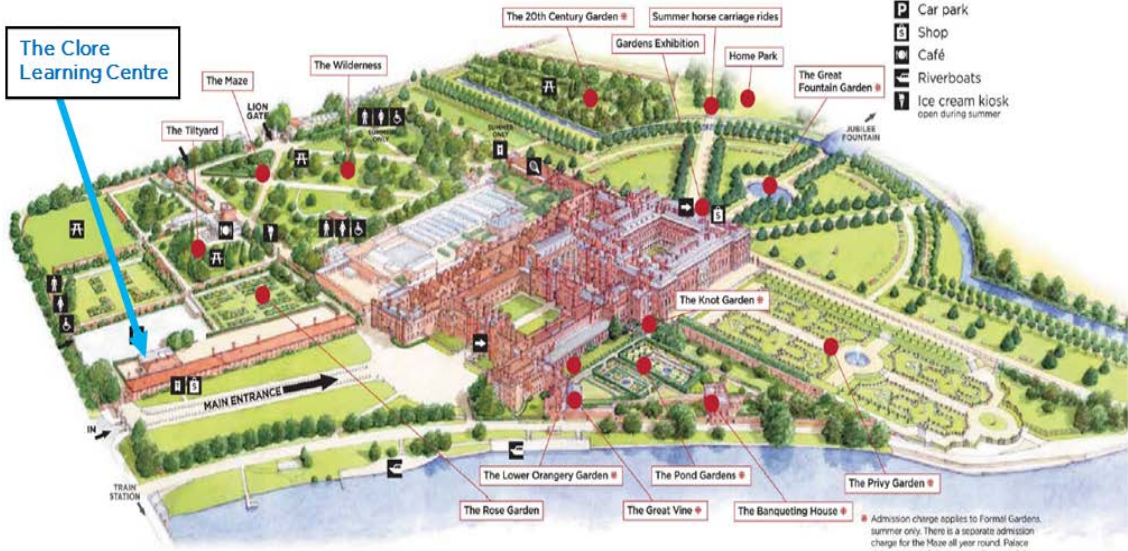 The Clore
Learning Centre
The 20th Century Garden ❋
Summer horse carriage rides
Gardens Exhibition
Home Park
The Great
Fountain Garden ❋
P Car park
Shop
Café
Riverboats
Ice cream kiosk
open during summer
The Maze
The Wilderness
LION
GATE
The Tiltyard
SUMMER
ONLY
SUMMER
ONLY
JUBILEE
FOUNTAIN
The Knot Garden ❋
MAIN ENTRANCE
IN
TRAIN
STATION
The Lower Orangery Garden ❋
The Pond Gardens ❋
The Privy Garden ❋
The Rose Garden
The Great Vine ❋
The Banqueting House ❋
❋ Admission charge applies to Formal Gardens,
summer only. There is a separate admission
charge for the Maze all year round. Palace